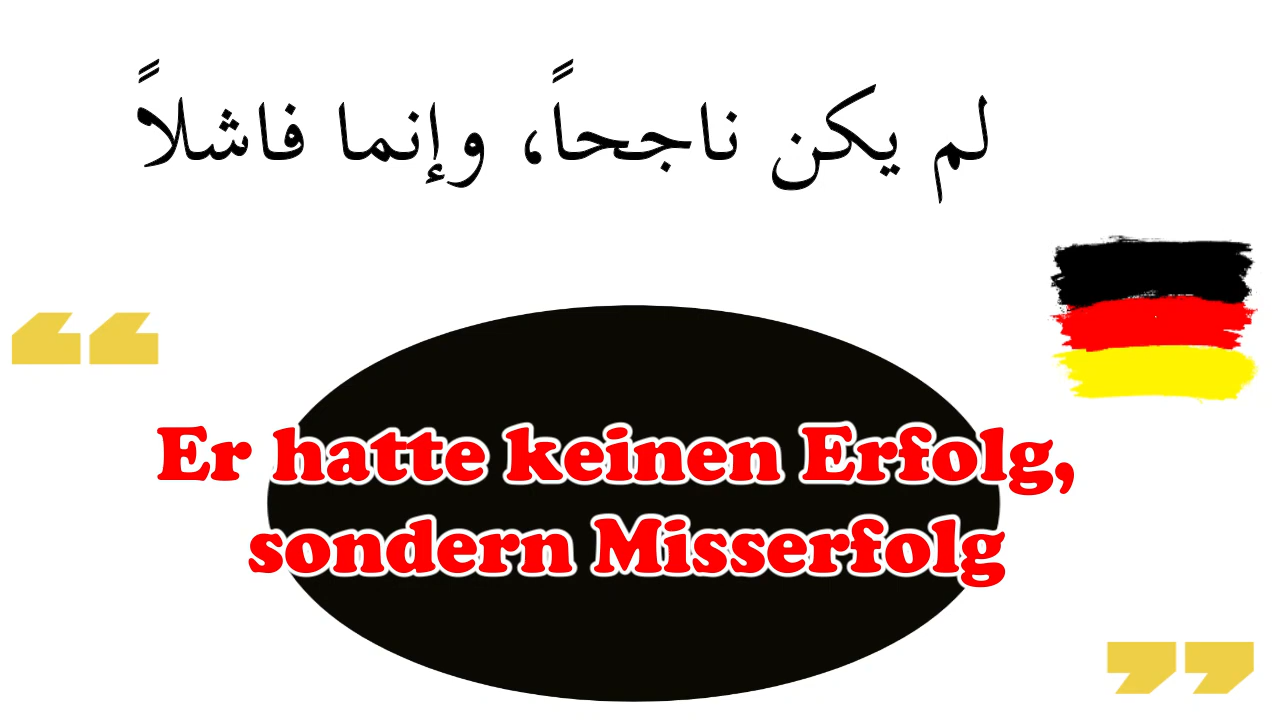 لم يكن ناجحاً، وإنما فاشلاً
Er hatte keinen Erfolg,
sondern Misserfolg